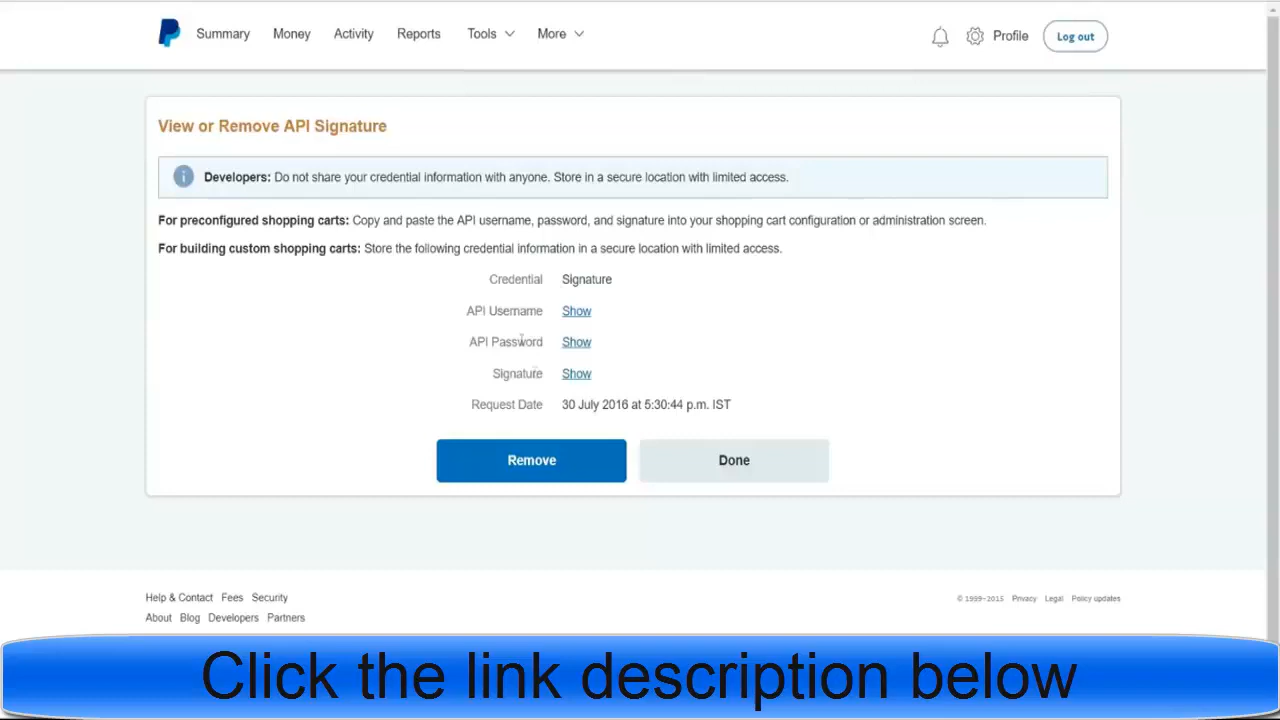 Summary Money Activity Reports Tools More Profile Log out
View or Remove API Signature
Developers: Do not share your credential information with anyone. Store in a secure location with limited access.
For preconfigured shopping carts: Copy and paste the API username, password, and signature into your shopping cart configuration or administration screen.
For building custom shopping carts: Store the following credential information in a secure location with limited access.
Credential Signature
API Username Show
API Password Show
Signature Show
Request Date 30 July 2016 at 5:30:44 p.m. IST
Remove Done
Help & Contact Fees Security
© 1999–2015 Privacy Legal Policy updates
About Blog Developers Partners
Click the link description below